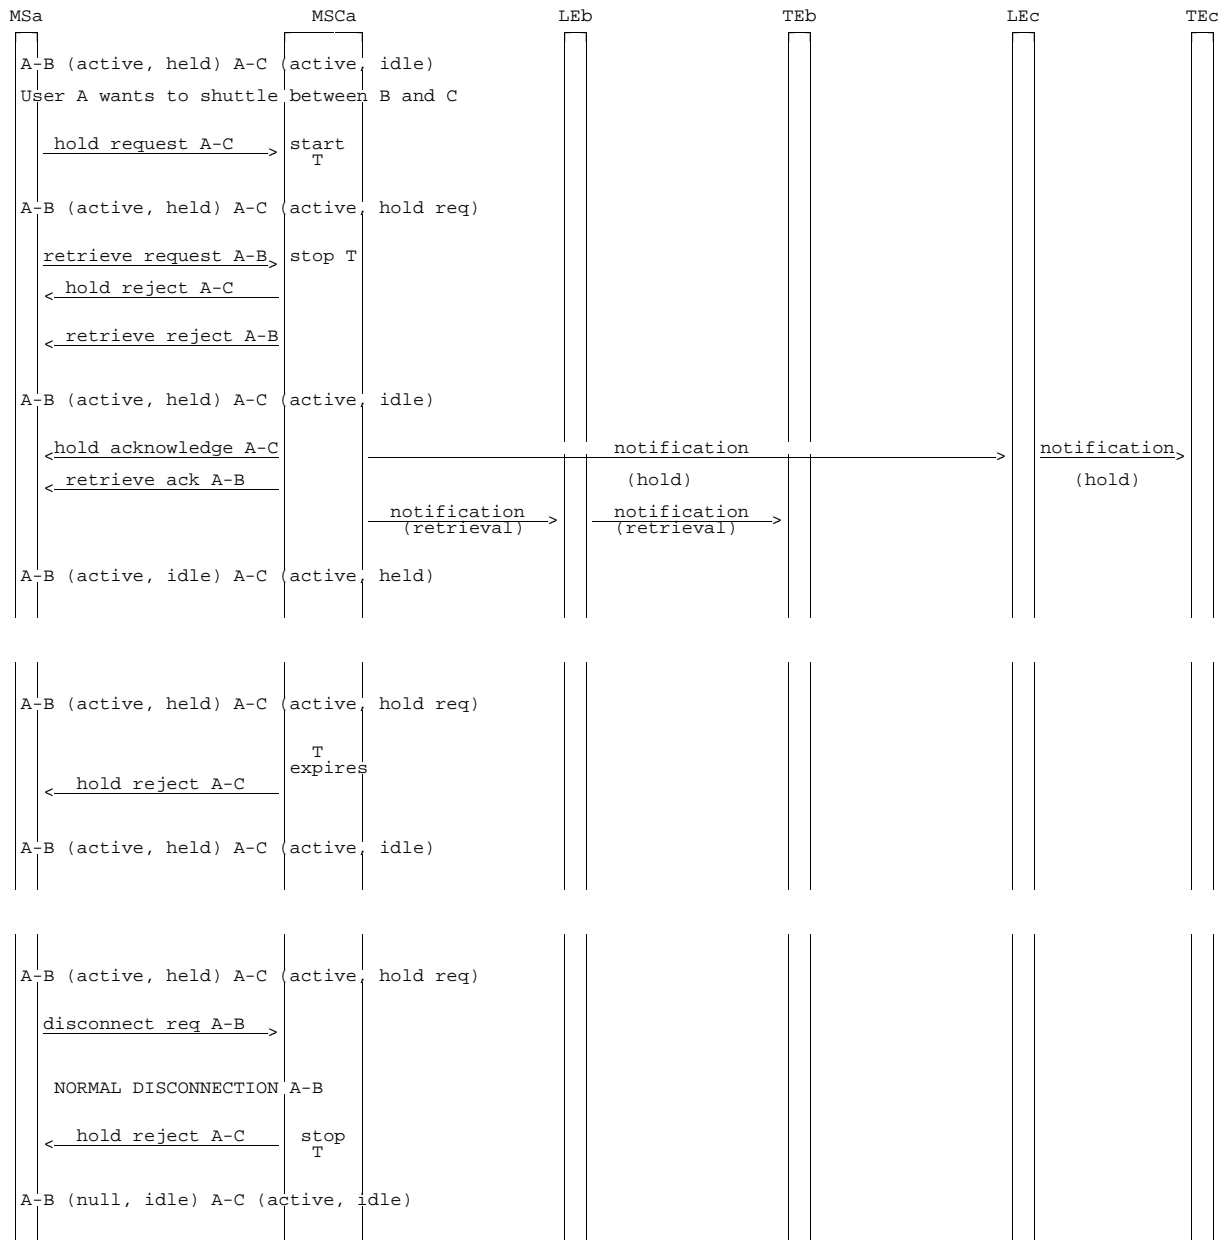 MSa MSCa LEb TEb LEc TEc
A-B (active, held) A-C (active, idle)
User A wants to shuttle between B and C
hold request A-C > start
T
A-B (active, held) A-C (active, hold req)
retrieve request A-B > stop T
< hold reject A-C
< retrieve reject A-B
A-B (active, held) A-C (active, idle)
< hold acknowledge A-C notification > notification >
< retrieve ack A-B (hold) (hold)
notification > notification >
(retrieval) (retrieval)
A-B (active, idle) A-C (active, held)
A-B (active, held) A-C (active, hold req)
T
expires
< hold reject A-C
A-B (active, held) A-C (active, idle)
A-B (active, held) A-C (active, hold req)
disconnect req A-B >
NORMAL DISCONNECTION A-B
< hold reject A-C stop
T
A-B (null, idle) A-C (active, idle)